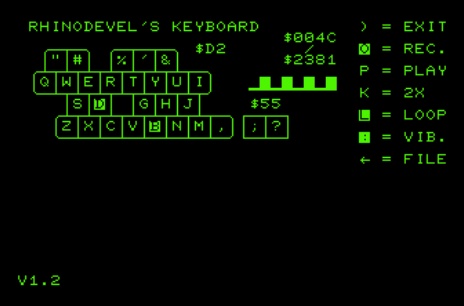 RHINODEVEL'S KEYBOARD
$D2
$004C
/
$2381
" # % ' &
Q W E R T Y U I
S D G H J
$55
Z X C V B N M , ; ?
) = EXIT
O = REC.
P = PLAY
K = 2X
L = LOOP
: = VIB.
← = FILE
V1.2